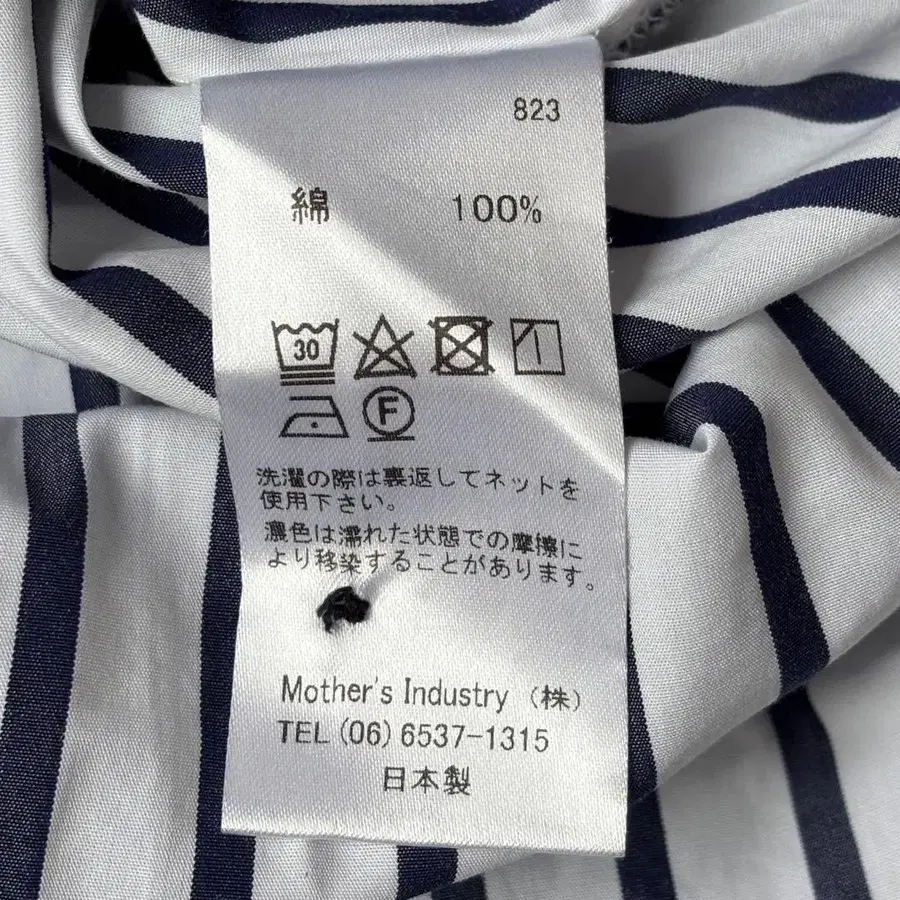 823
綿 100%
30
F
洗濯の際は裏返してネットを
使用下さい。
濃色は濡れた状態での摩擦に
より移染することがあります。
Mother's Industry (株)
TEL (06) 6537-1315
日本製